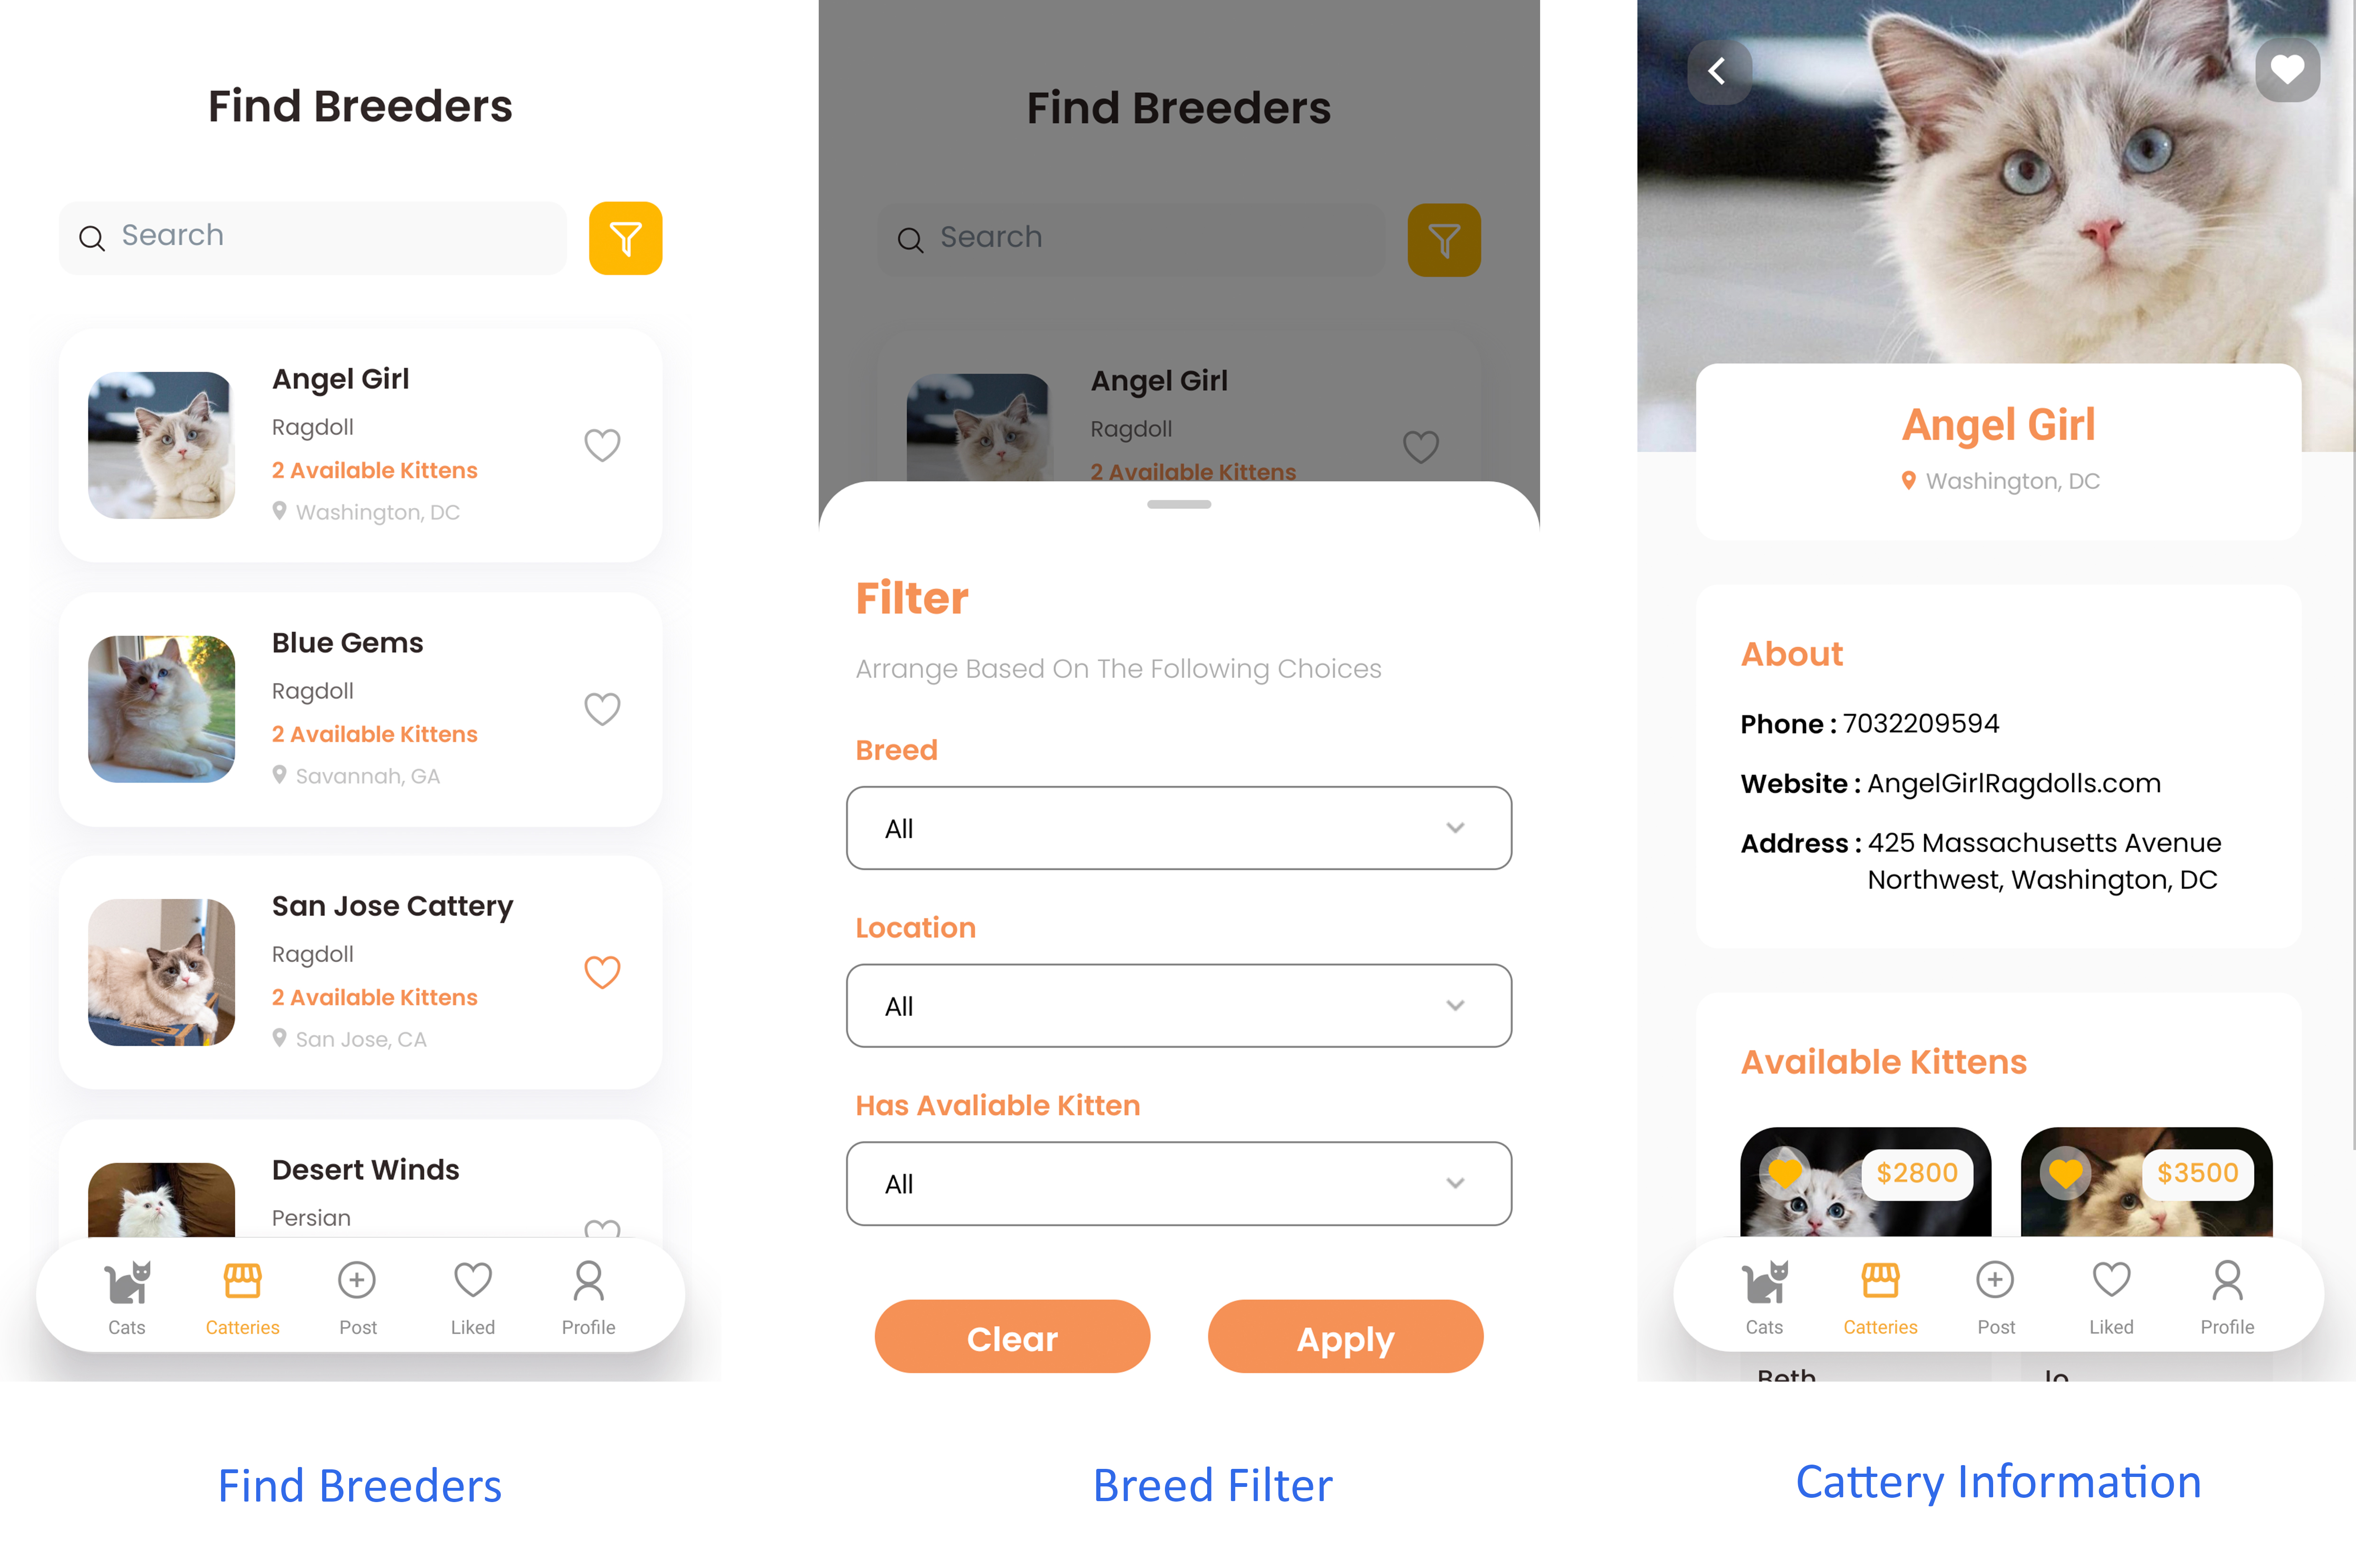 Find Breeders
Search
Angel Girl
Ragdoll
2 Available Kittens
Washington, DC
Blue Gems
Ragdoll
2 Available Kittens
Savannah, GA
San Jose Cattery
Ragdoll
2 Available Kittens
San Jose, CA
Desert Winds
Persian
Cats
Catteries
Post
Liked
Profile
Find Breeders
Find Breeders
Search
Angel Girl
Ragdoll
2 Available Kittens
Filter
Arrange Based On The Following Choices
Breed
All
Location
All
Has Avaliable Kitten
All
Clear
Apply
Breed Filter
Angel Girl
Washington, DC
About
Phone : 7032209594
Website : AngelGirlRagdolls.com
Address : 425 Massachusetts Avenue
Northwest, Washington, DC
Available Kittens
$2800
$3500
Cats
Catteries
Post
Liked
Profile
Beth
Jo
Cattery Information